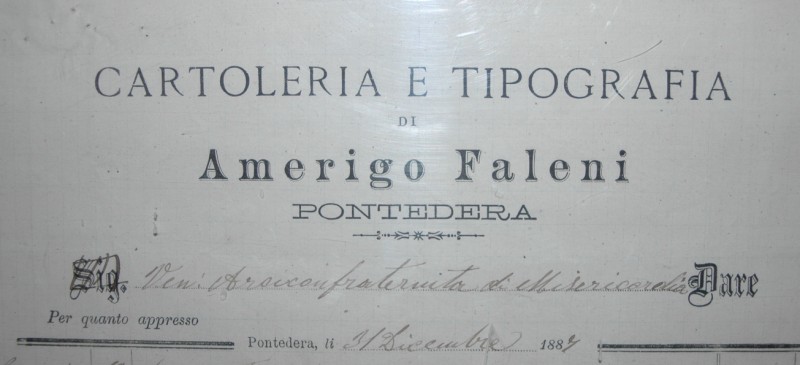 CARTOLERIA E TIPOGRAFIA
DI
Amerigo Faleni
PONTEDERA
Sig. Ven: Arciconfraternita di Misericordia Dare
Per quanto appresso
Pontedera, li 31 Dicembre 1887